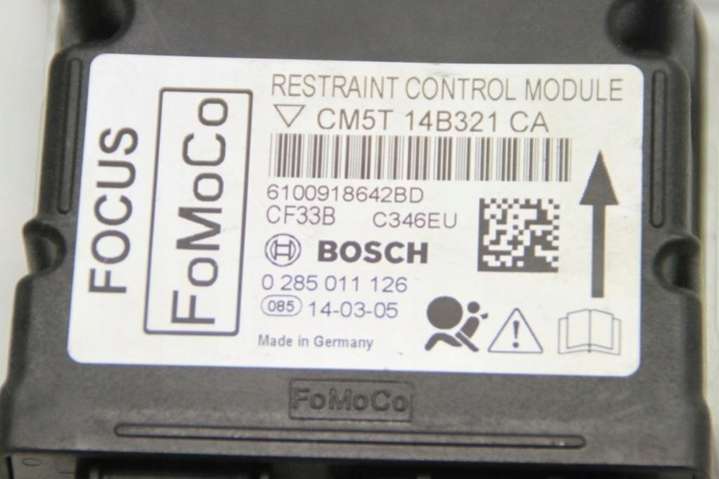 FOCUS
FoMoCo
RESTRAINT CONTROL MODULE
CM5T 14B321 CA
6100918642BD
CF33B C346EU
BOSCH
0 285 011 126
085 14-03-05
Made in Germany
FoMoCo